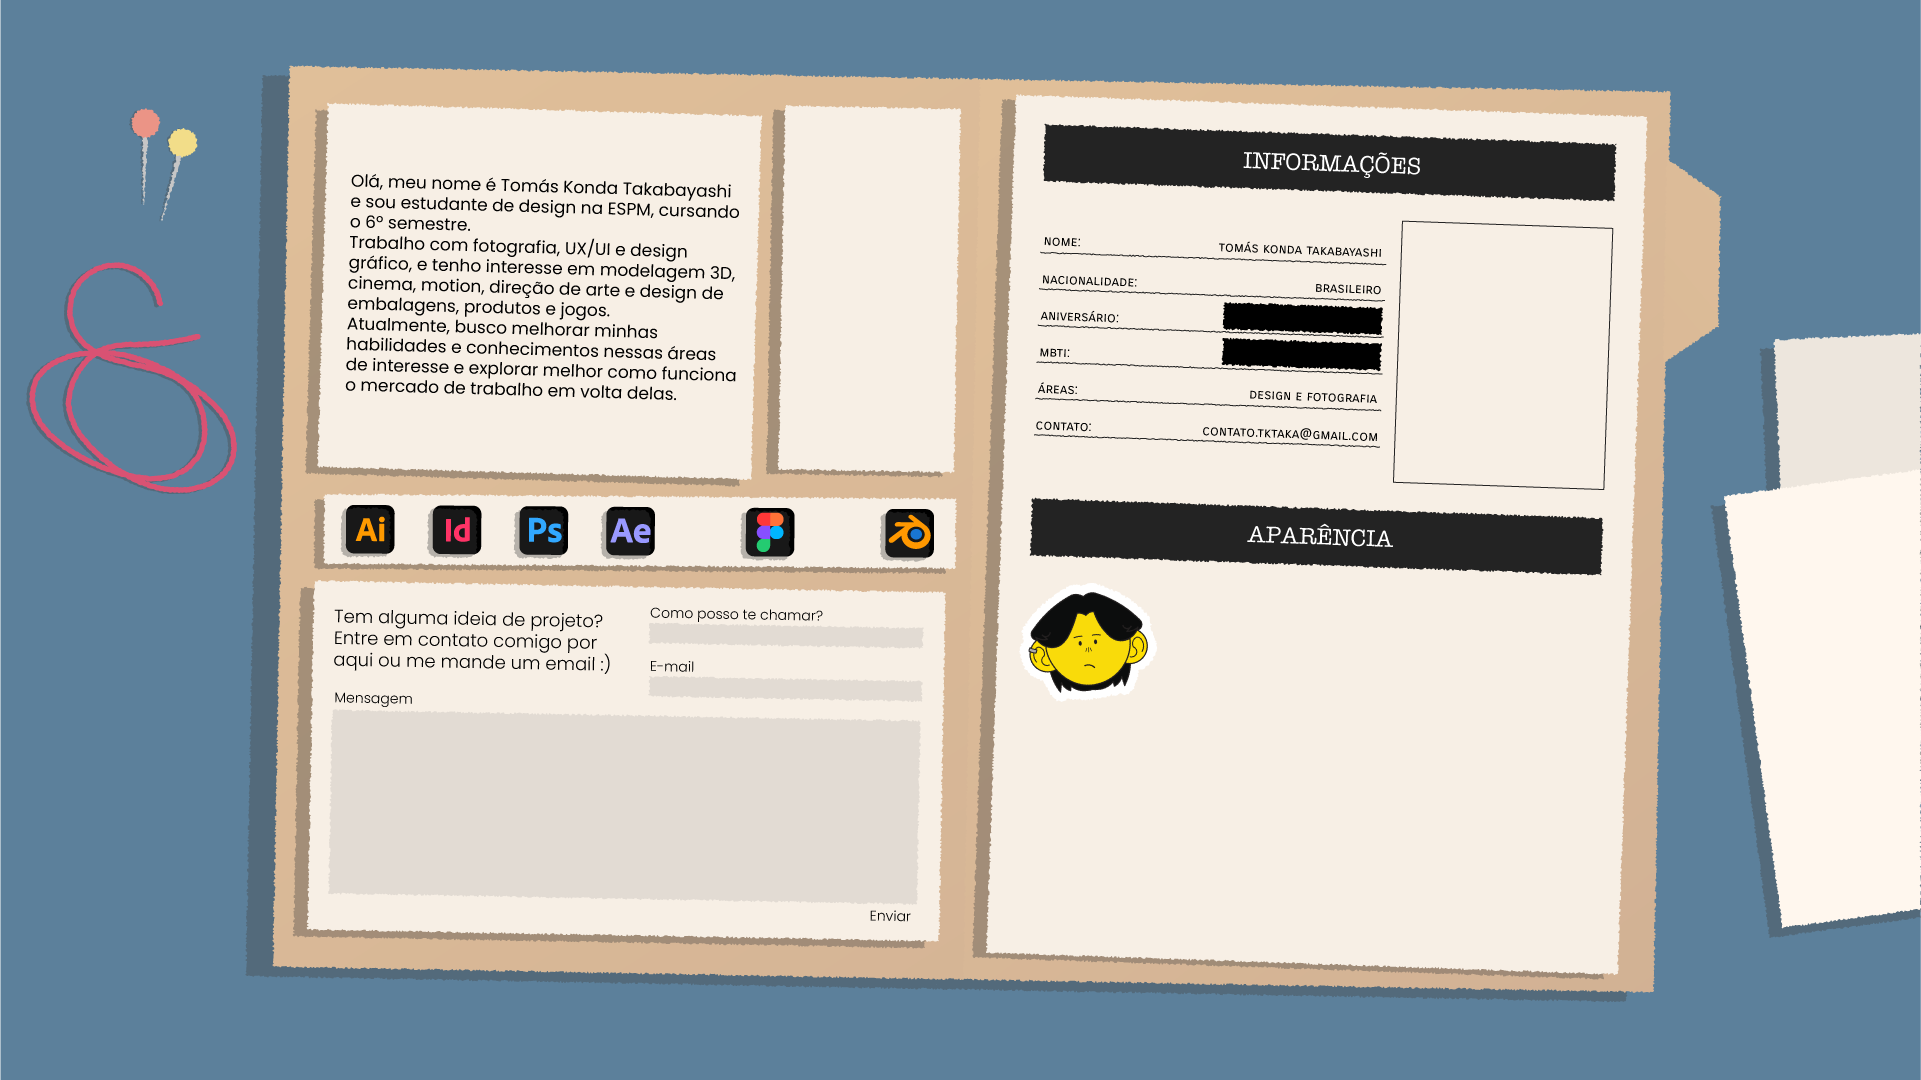 Olá, meu nome é Tomás Konda Takabayashi
e sou estudante de design na ESPM, cursando
o 6º semestre.
Trabalho com fotografia, UX/UI e design
gráfico, e tenho interesse em modelagem 3D,
cinema, motion, direção de arte e design de
embalagens, produtos e jogos.
Atualmente, busco melhorar minhas
habilidades e conhecimentos nessas áreas
de interesse e explorar melhor como funciona
o mercado de trabalho em volta delas.
Ai Id Ps Ae
Tem alguma ideia de projeto?
Entre em contato comigo por
aqui ou me mande um email :)
Como posso te chamar?
E-mail
Mensagem
Enviar
INFORMAÇÕES
NOME: TOMÁS KONDA TAKABAYASHI
NACIONALIDADE: BRASILEIRO
ANIVERSÁRIO:
MBTI:
ÁREAS: DESIGN E FOTOGRAFIA
CONTATO: CONTATO.TKTAKA@GMAIL.COM
APARÊNCIA